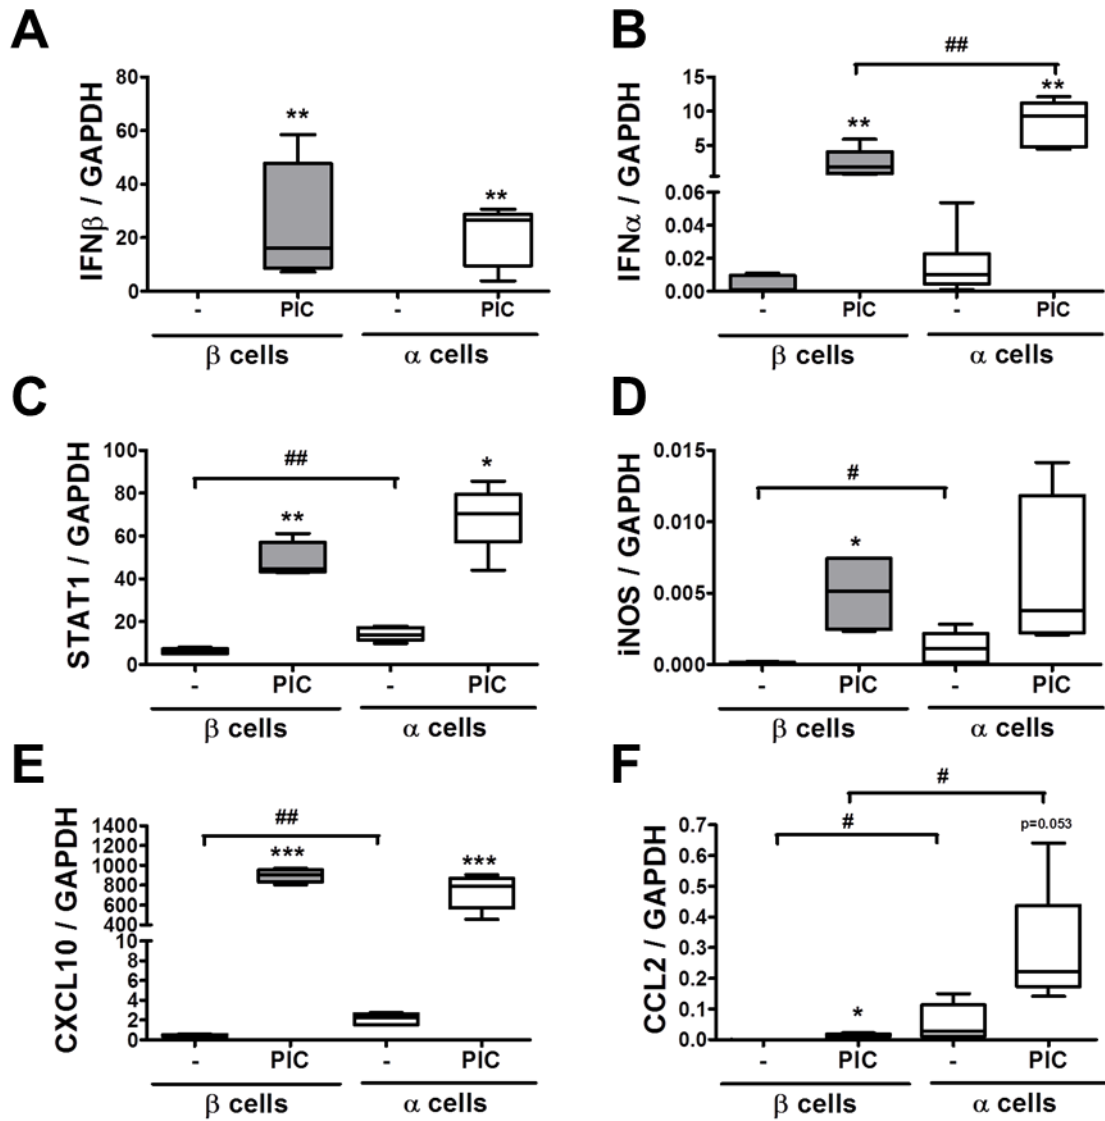 A
IFNβ / GAPDH
80
60
40
20
0
**
**
- PIC - PIC
β cells α cells
B
IFNα / GAPDH
15
10
5
0.06
0.04
0.02
0.00
##
**
**
- PIC - PIC
β cells α cells
C
STAT1 / GAPDH
100
80
60
40
20
0
##
**
*
- PIC - PIC
β cells α cells
D
iNOS / GAPDH
0.015
0.010
0.005
0.000
#
*
- PIC - PIC
β cells α cells
E
CXCL10 / GAPDH
1400
1200
1000
800
600
400
10
8
6
4
2
0
##
***
***
- PIC - PIC
β cells α cells
F
CCL2 / GAPDH
0.7
0.6
0.5
0.4
0.3
0.2
0.1
0.0
#
#
p=0.053
*
- PIC - PIC
β cells α cells